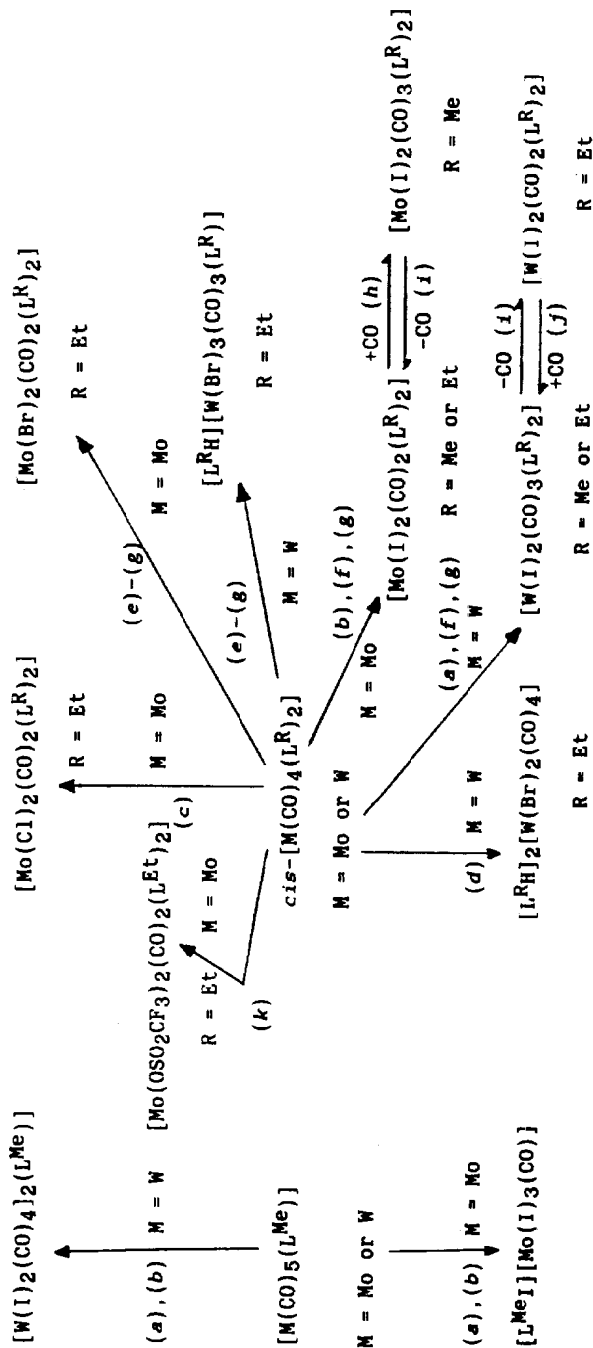 [W(I)2(CO)4]2(L^Me)]
[Mo(Cl)2(CO)2(L^R)2]
[Mo(Br)2(CO)2(L^R)2]
R = Et
R = Et
(e)-(g)
(a),(b) M = W
[Mo(OSO2CF3)2(CO)2(L^Et)2]
M = Mo
M = Mo
(c)
R = Et M = Mo
(k)
[L^RH][W(Br)3(CO)3(L^R)]
(e)-(g)
R = Et
M = W
[M(CO)5(L^Me)]
cis-[M(CO)4(L^R)2]
M = Mo or W
M = Mo or W
(b),(f),(g)
M = Mo
[Mo(I)2(CO)2(L^R)2]
+CO (h)
-CO (i)
[Mo(I)2(CO)3(L^R)2]
R = Me or Et
R = Me
(a),(b) M = Mo
(d) M = W
(a),(f),(g)
M = W
[L^MeI][Mo(I)3(CO)]
[L^RH]2[W(Br)2(CO)4]
[W(I)2(CO)3(L^R)2]
-CO (i)
+CO (j)
[W(I)2(CO)2(L^R)2]
R = Et
R = Me or Et
R = Et